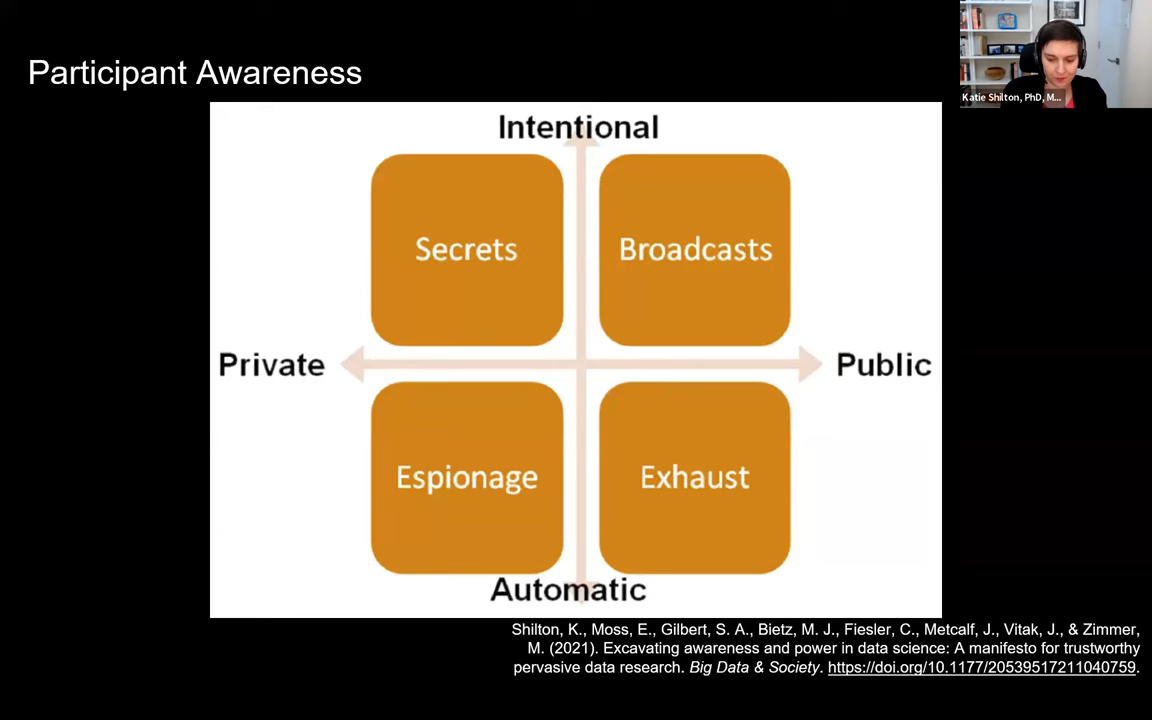 Participant Awareness
Katie Shilton, PhD, M...
Intentional
Secrets
Broadcasts
Private
Public
Espionage
Exhaust
Automatic
Shilton, K., Moss, E., Gilbert, S. A., Bietz, M. J., Fiesler, C., Metcalf, J., Vitak, J., & Zimmer,
M. (2021). Excavating awareness and power in data science: A manifesto for trustworthy
pervasive data research. Big Data & Society. https://doi.org/10.1177/20539517211040759.